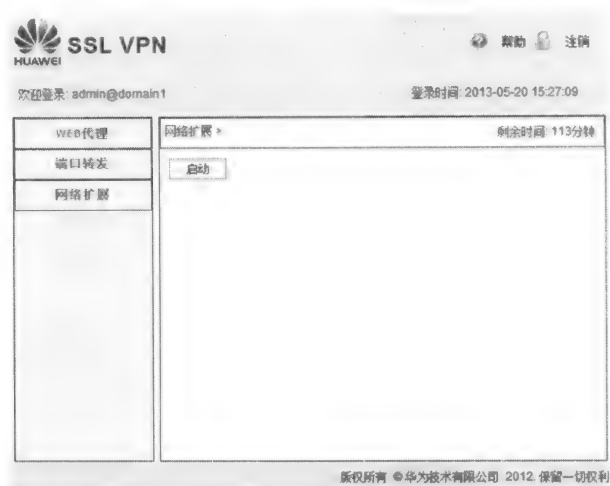 HUAWEI
SSL VPN
帮助
注销
欢迎登录: admin@domain1
登录时间: 2013-05-20 15:27:09
WEB代理
端口转发
网络扩展
网络扩展 »
剩余时间: 113分钟
启动
版权所有 ©华为技术有限公司 2012. 保留一切权利